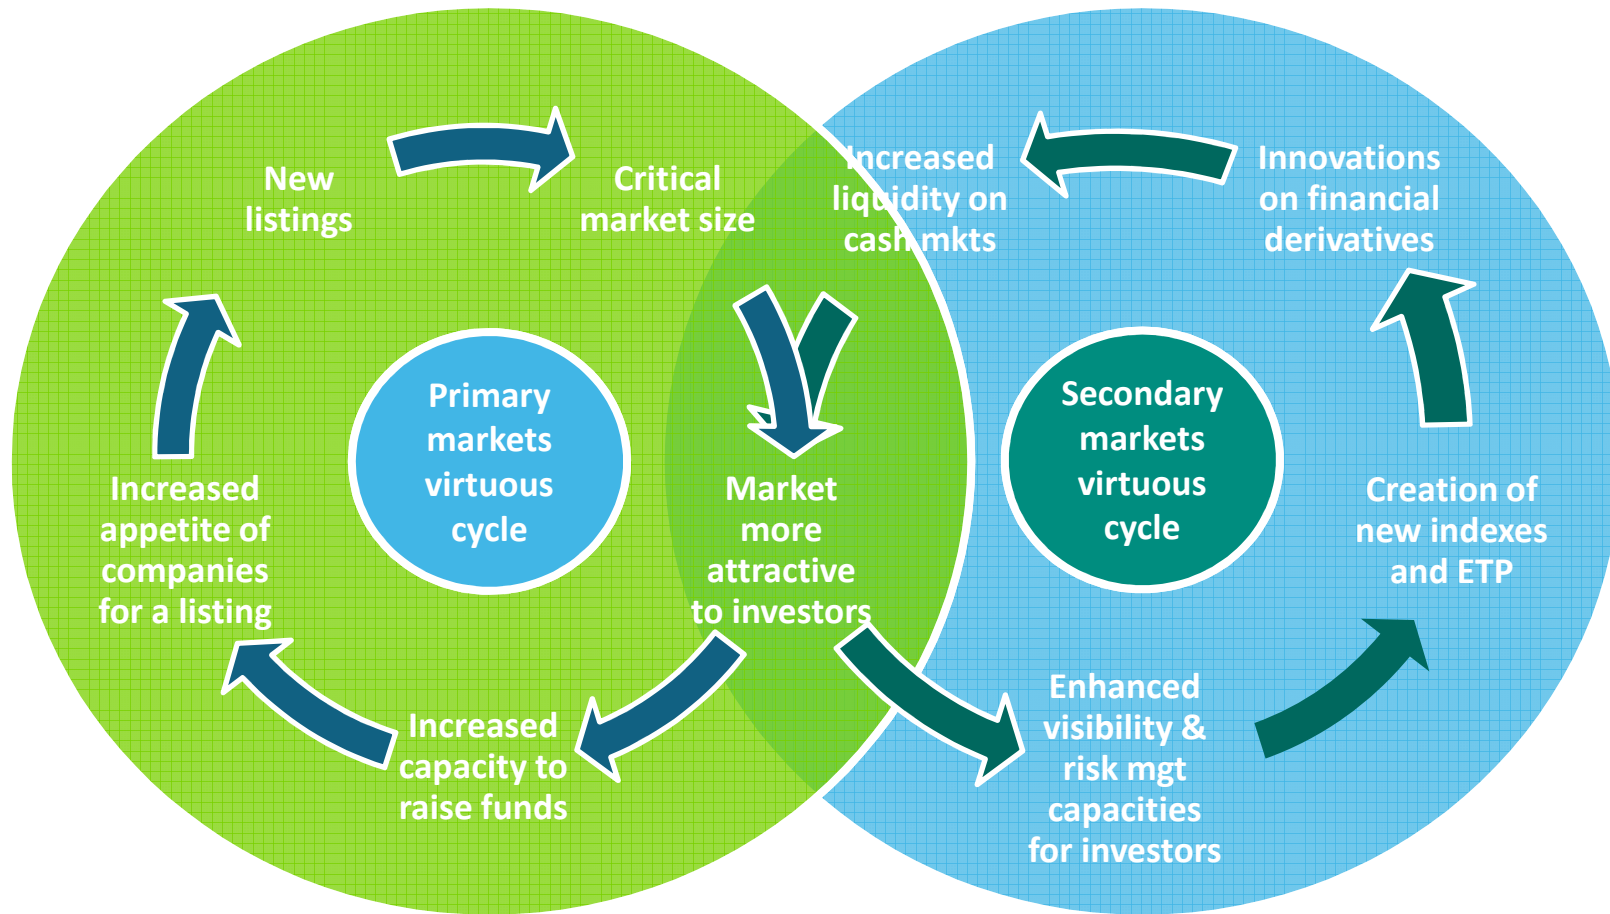 New
listings
Critical
market size
Increased
liquidity on
cash mkts
Innovations
on financial
derivatives
Primary
markets
virtuous
cycle
Secondary
markets
virtuous
cycle
Increased
appetite of
companies
for a listing
Market
more
attractive
to investors
Creation of
new indexes
and ETP
Increased
capacity to
raise funds
Enhanced
visibility &
risk mgt
capacities
for investors